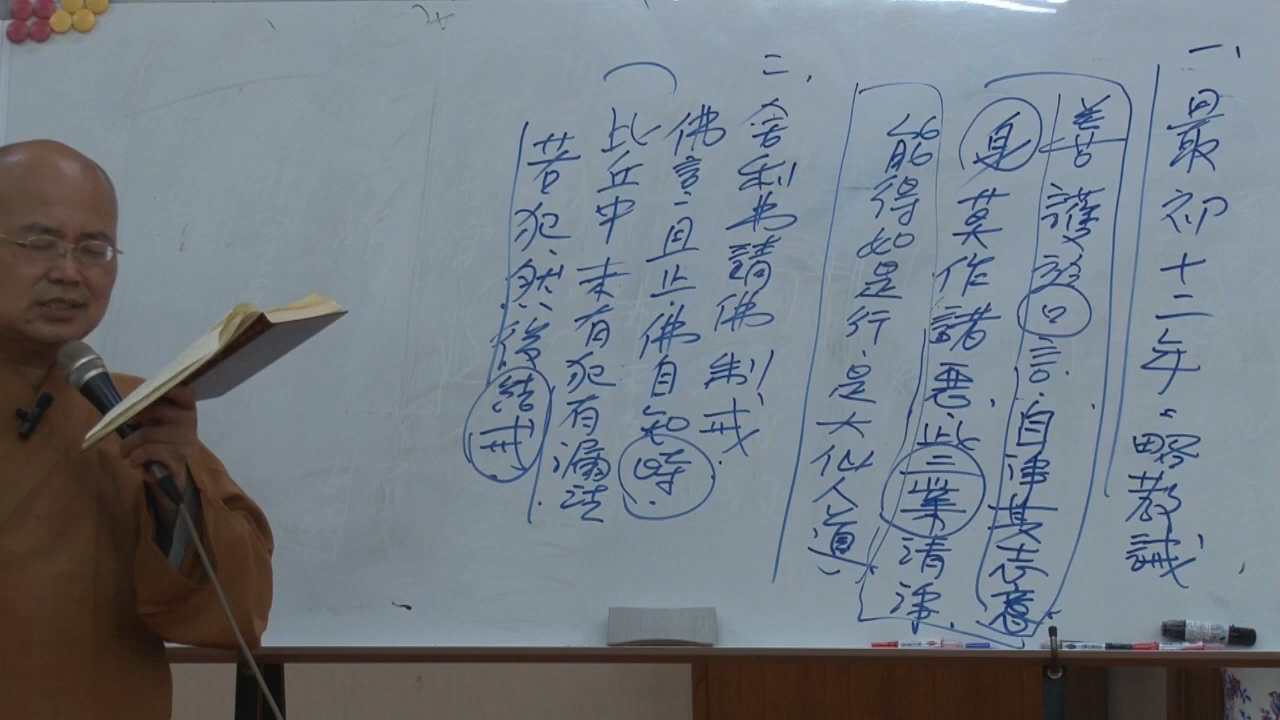 一、最初十二年。略教誡
善護於口言.自淨其志意.
身莫作諸惡.此三業清淨.
能得如是行.是大仙人道.
二、舍利弗請佛制戒.
佛言:且止.佛自知時.
比丘中未有犯有漏法.
若犯、然後結戒.